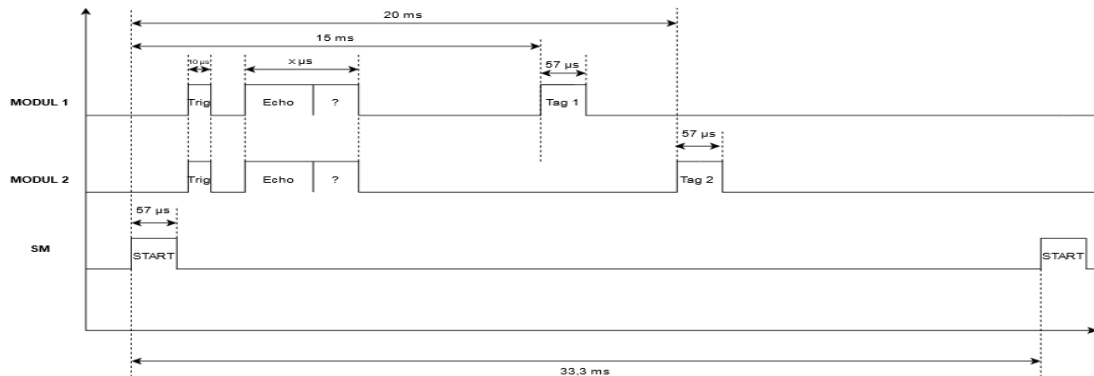 20 ms
15 ms
10 µs
x µs
57 µs
MODUL 1
Trig
Echo
?
Tag 1
57 µs
MODUL 2
Trig
Echo
?
Tag 2
57 µs
SM
START
START
33,3 ms